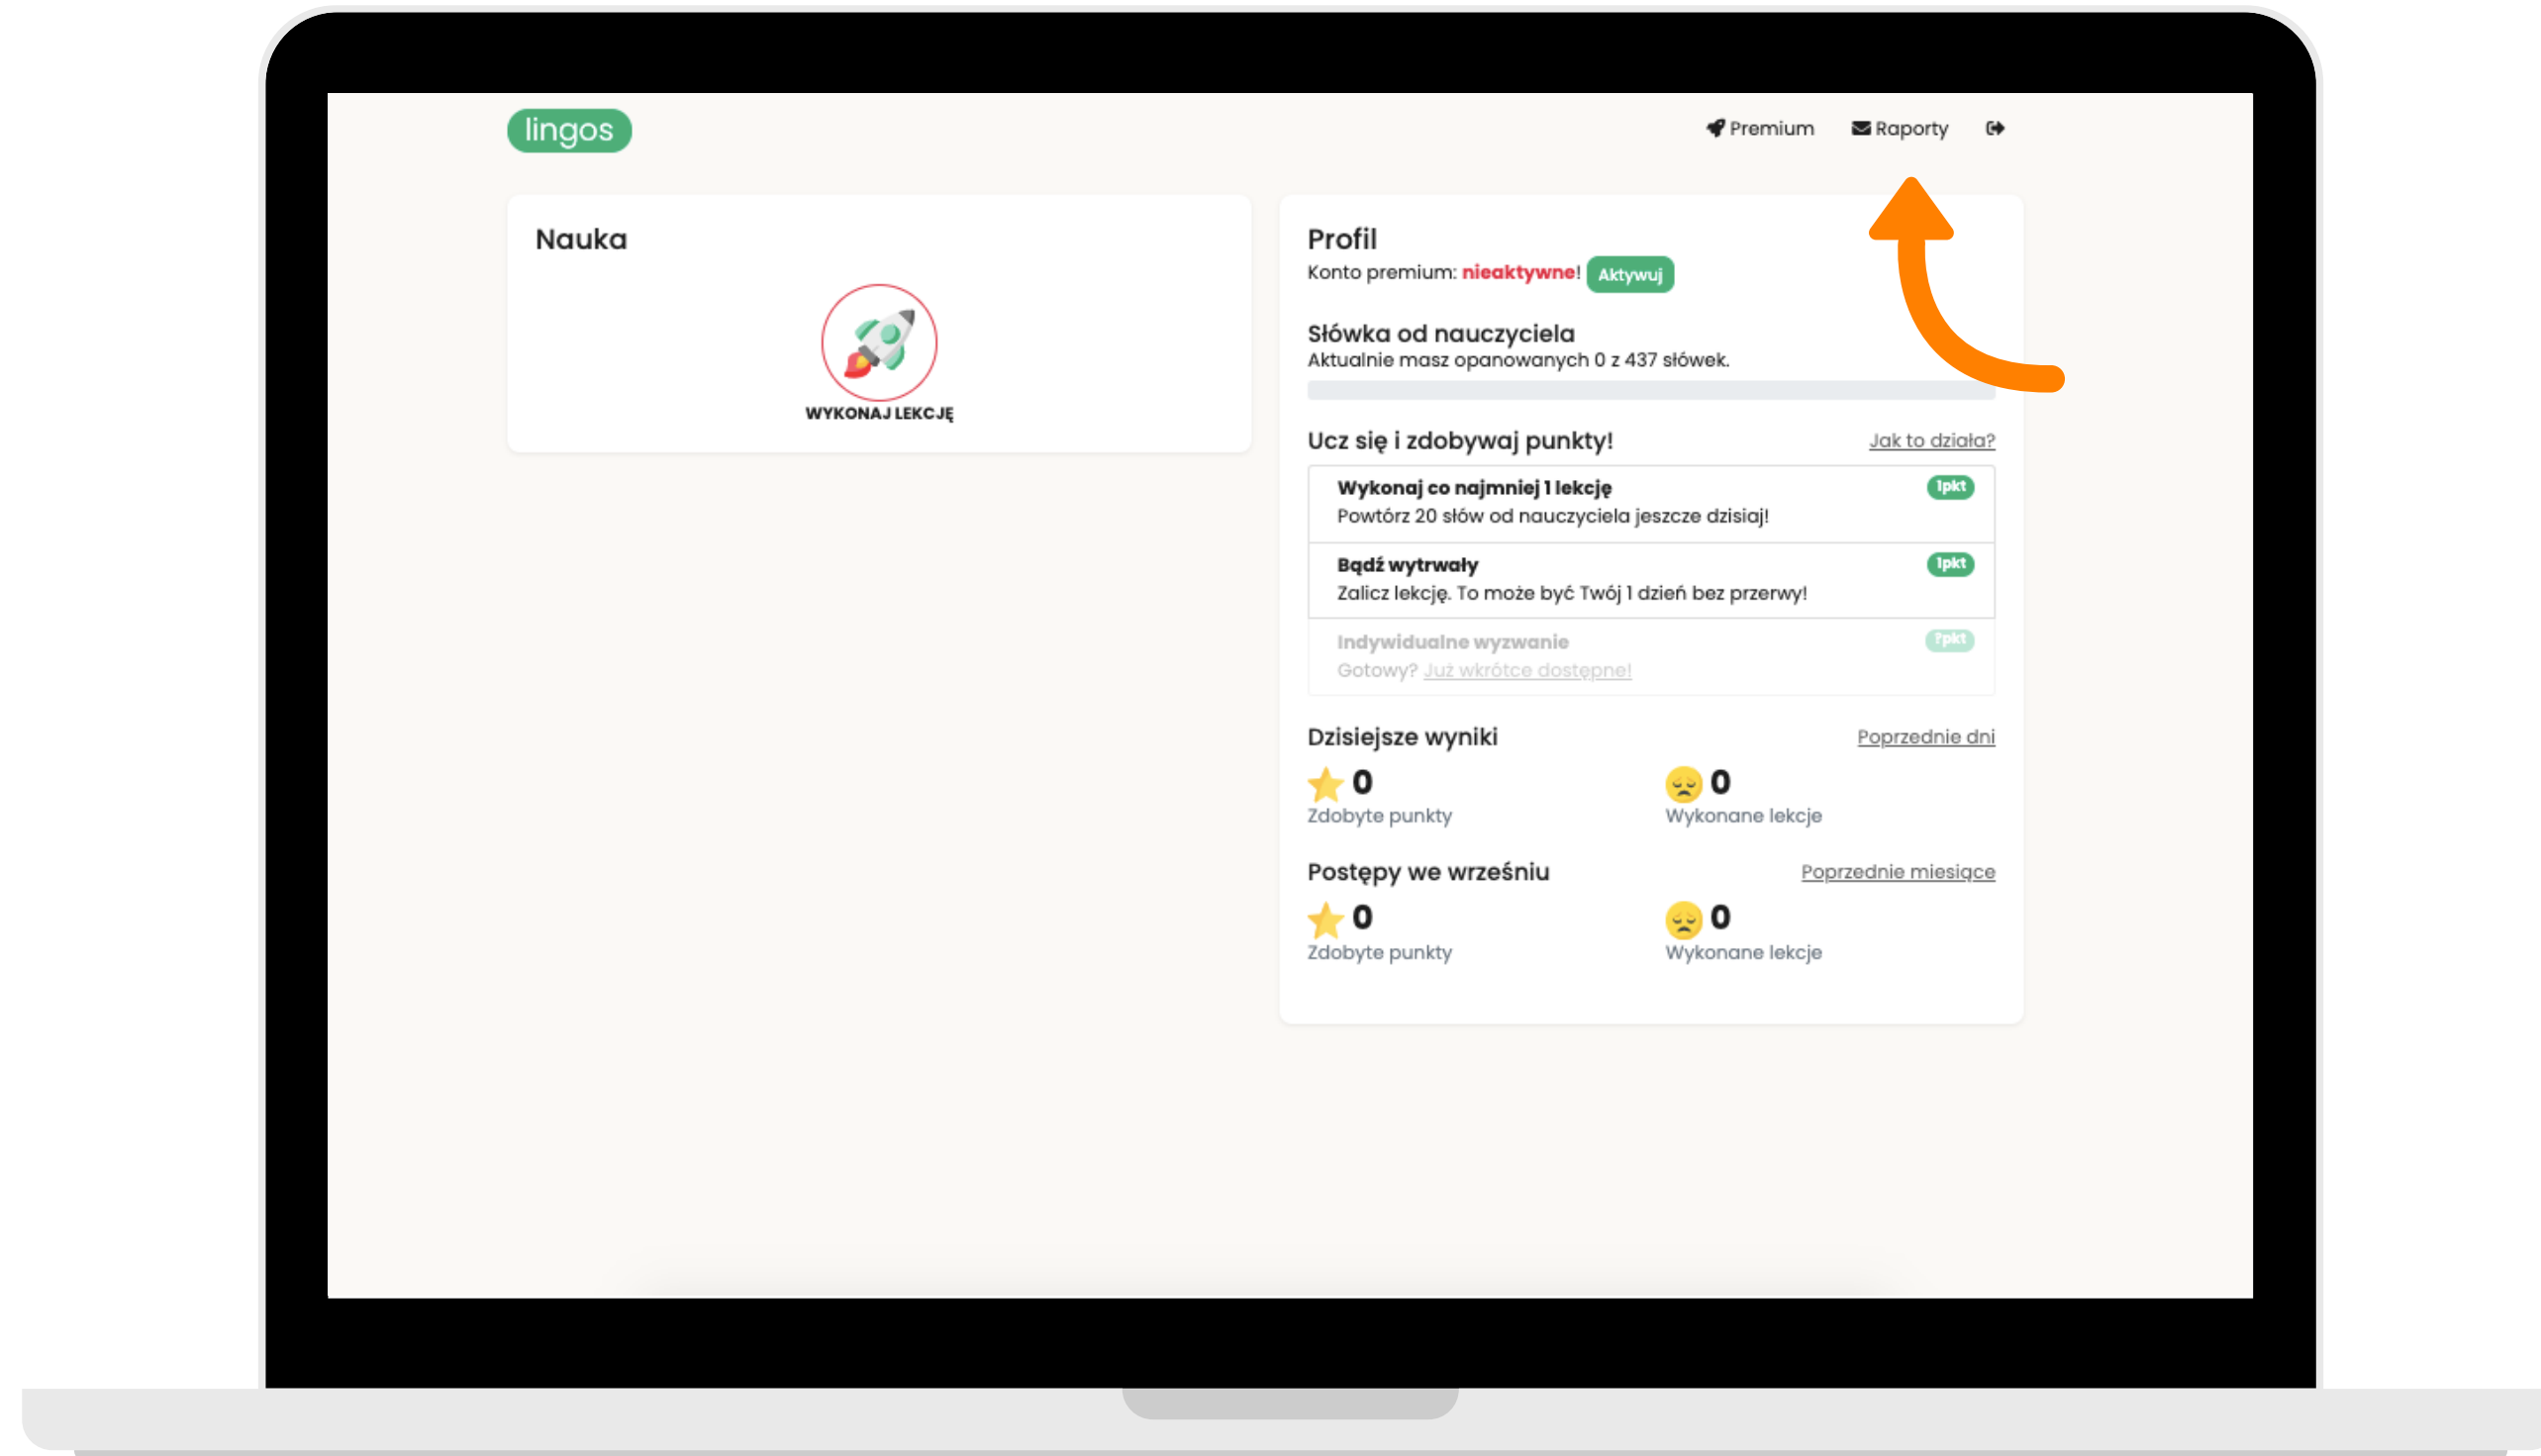 lingos
Premium
Raporty
Nauka
WYKONAJ LEKCJĘ
Profil
Konto premium: nieaktywne! Aktywuj
Słówka od nauczyciela
Aktualnie masz opanowanych 0 z 437 słówek.
Ucz się i zdobywaj punkty! Jak to działa?
Wykonaj co najmniej 1 lekcję 1pkt
Powtórz 20 słów od nauczyciela jeszcze dzisiaj!
Bądź wytrwały 1pkt
Zalicz lekcję. To może być Twój 1 dzień bez przerwy!
Indywidualne wyzwanie ?pkt
Gotowy? Już wkrótce dostępne!
Dzisiejsze wyniki Poprzednie dni
0 0
Zdobyte punkty Wykonane lekcje
Postępy we wrześniu Poprzednie miesiące
0 0
Zdobyte punkty Wykonane lekcje